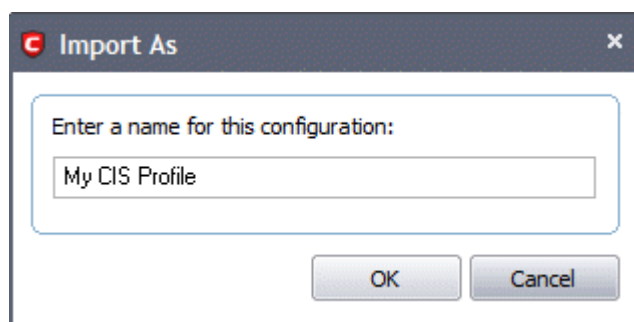 Import As
Enter a name for this configuration:
My CIS Profile
OK
Cancel